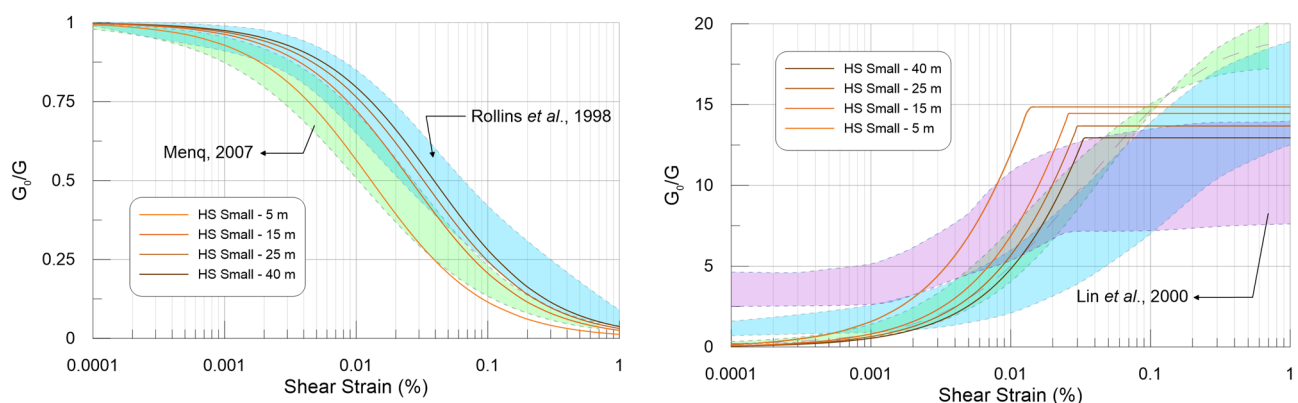 1
0.75
0.5
0.25
0
G₀/G
Rollins et al., 1998
Menq, 2007
HS Small - 5 m
HS Small - 15 m
HS Small - 25 m
HS Small - 40 m
0.0001
0.001
0.01
0.1
1
Shear Strain (%)
20
15
10
5
0
G₀/G
HS Small - 40 m
HS Small - 25 m
HS Small - 15 m
HS Small - 5 m
Lin et al., 2000
0.0001
0.001
0.01
0.1
1
Shear Strain (%)